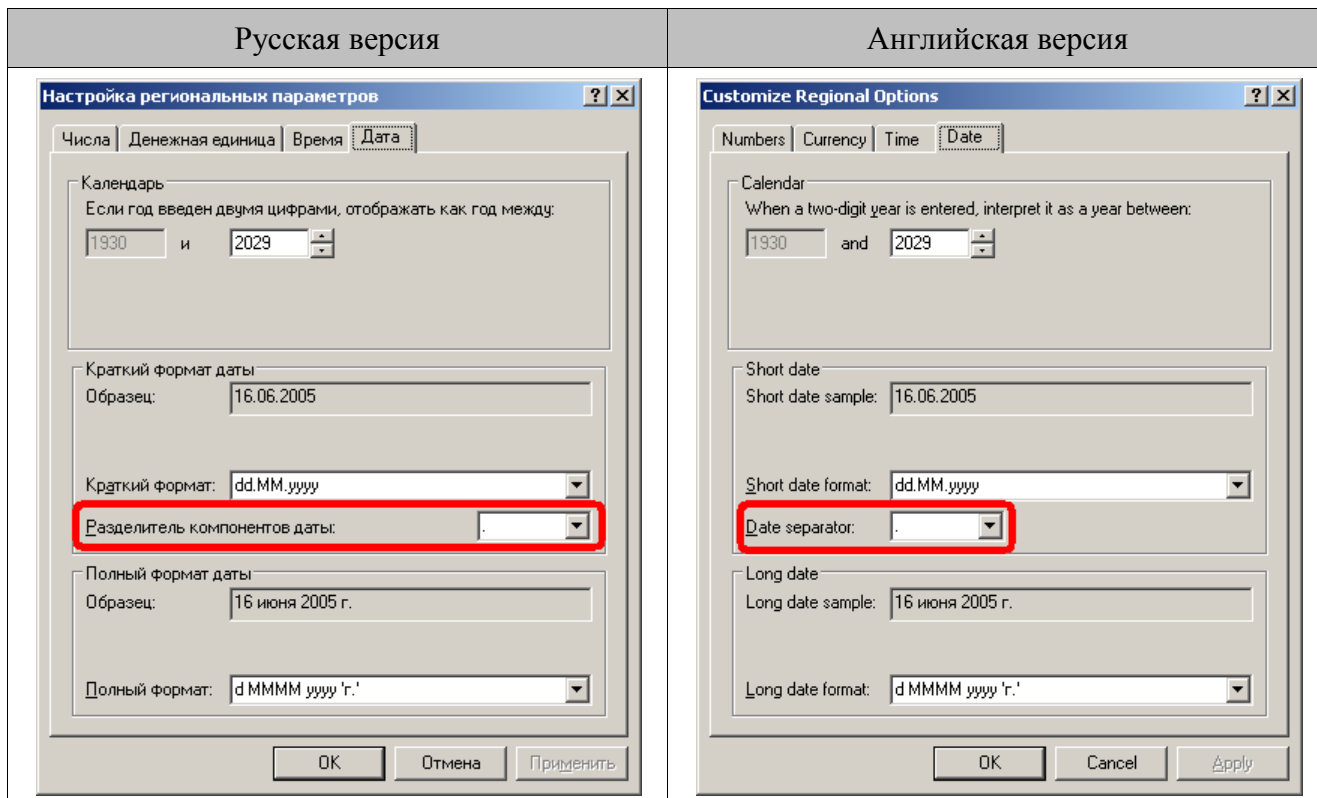 Русская версия
Английская версия
Настройка региональных параметров
Числа Денежная единица Время Дата
Календарь
Если год введен двумя цифрами, отображать как год между:
1930 и 2029
Краткий формат даты
Образец: 16.06.2005
Краткий формат: dd.MM.yyyy
Разделитель компонентов даты: .
Полный формат даты
Образец: 16 июня 2005 г.
Полный формат: d MMMM yyyy 'г.'
OK Отмена Применить
Customize Regional Options
Numbers Currency Time Date
Calendar
When a two-digit year is entered, interpret it as a year between:
1930 and 2029
Short date
Short date sample: 16.06.2005
Short date format: dd.MM.yyyy
Date separator: .
Long date
Long date sample: 16 июня 2005 г.
Long date format: d MMMM yyyy 'г.'
OK Cancel Apply